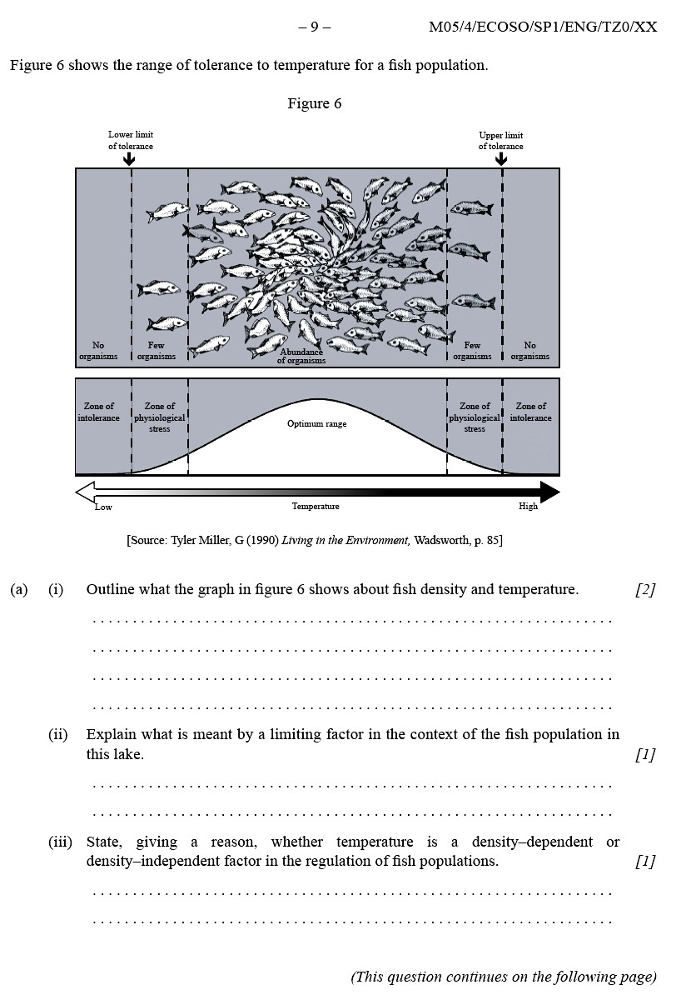 – 9 –
M05/4/ECOSO/SP1/ENG/TZ0/XX
Figure 6 shows the range of tolerance to temperature for a fish population.
Figure 6
Lower limit
of tolerance
Upper limit
of tolerance
No
organisms
Few
organisms
Abundance
of organisms
Few
organisms
No
organisms
Zone of
intolerance
Zone of
physiological
stress
Optimum range
Zone of
physiological
stress
Zone of
intolerance
Low
Temperature
High
[Source: Tyler Miller, G (1990) Living in the Environment, Wadsworth, p. 85]
(a) (i) Outline what the graph in figure 6 shows about fish density and temperature. [2]
(ii) Explain what is meant by a limiting factor in the context of the fish population in
this lake. [1]
(iii) State, giving a reason, whether temperature is a density–dependent or
density–independent factor in the regulation of fish populations. [1]
(This question continues on the following page)